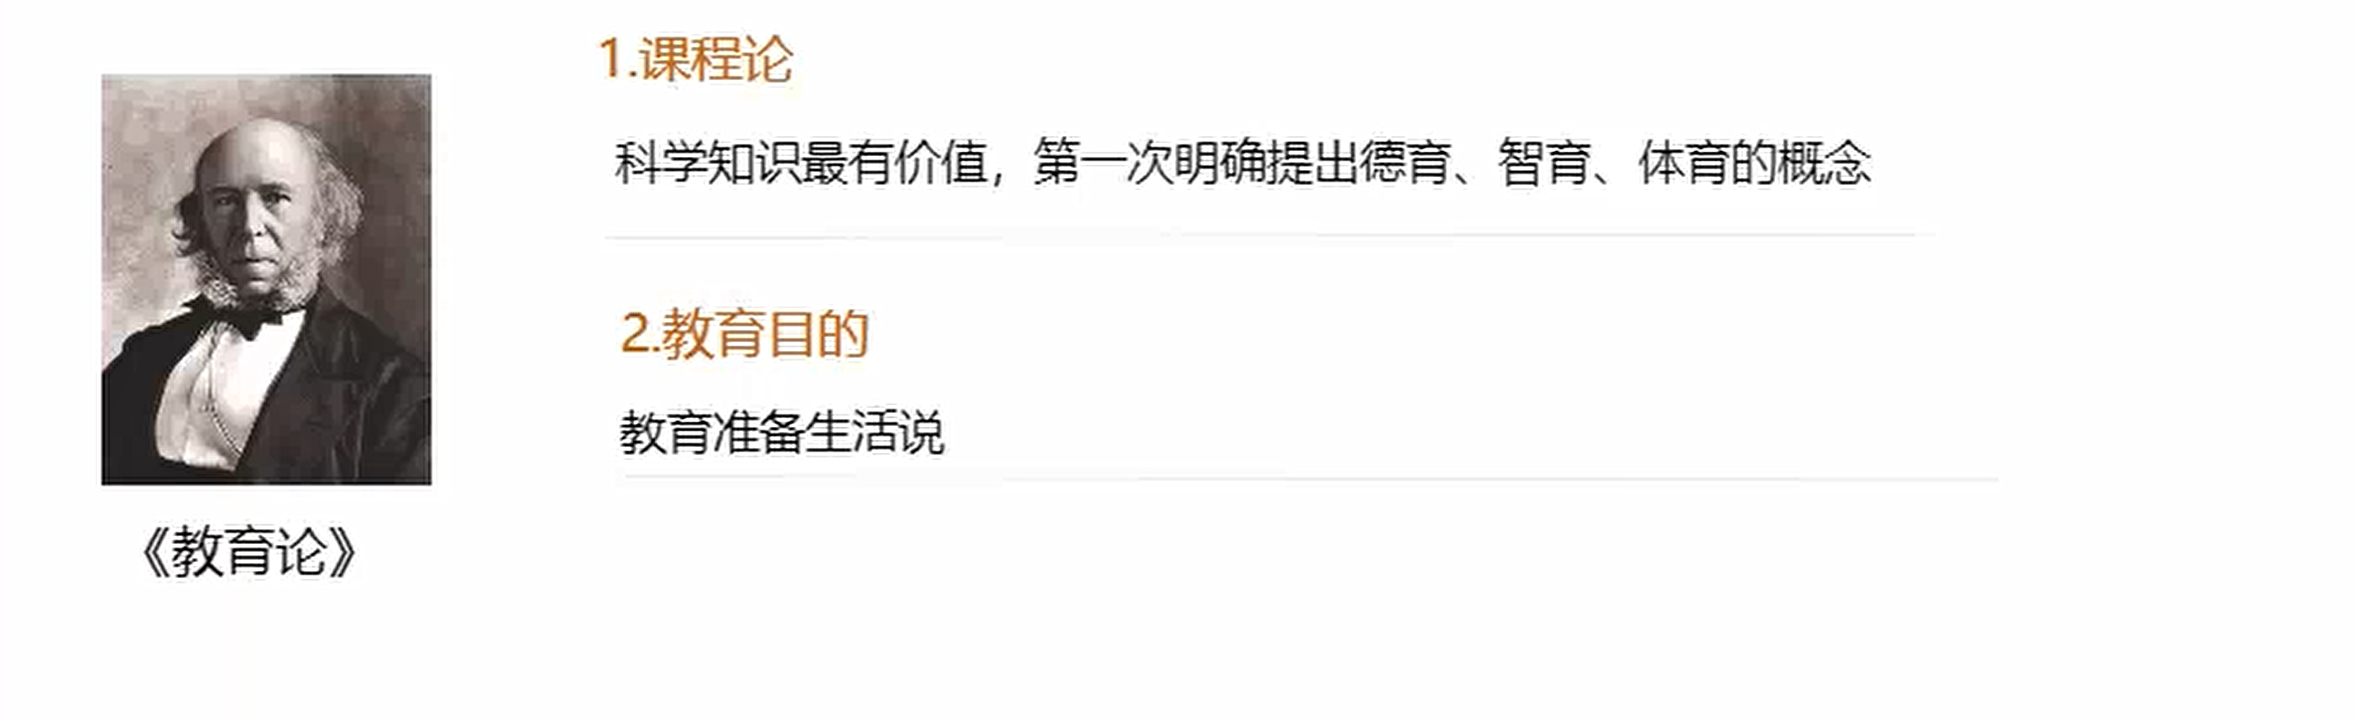 1.课程论
科学知识最有价值，第一次明确提出德育、智育、体育的概念
2.教育目的
教育准备生活说
《教育论》